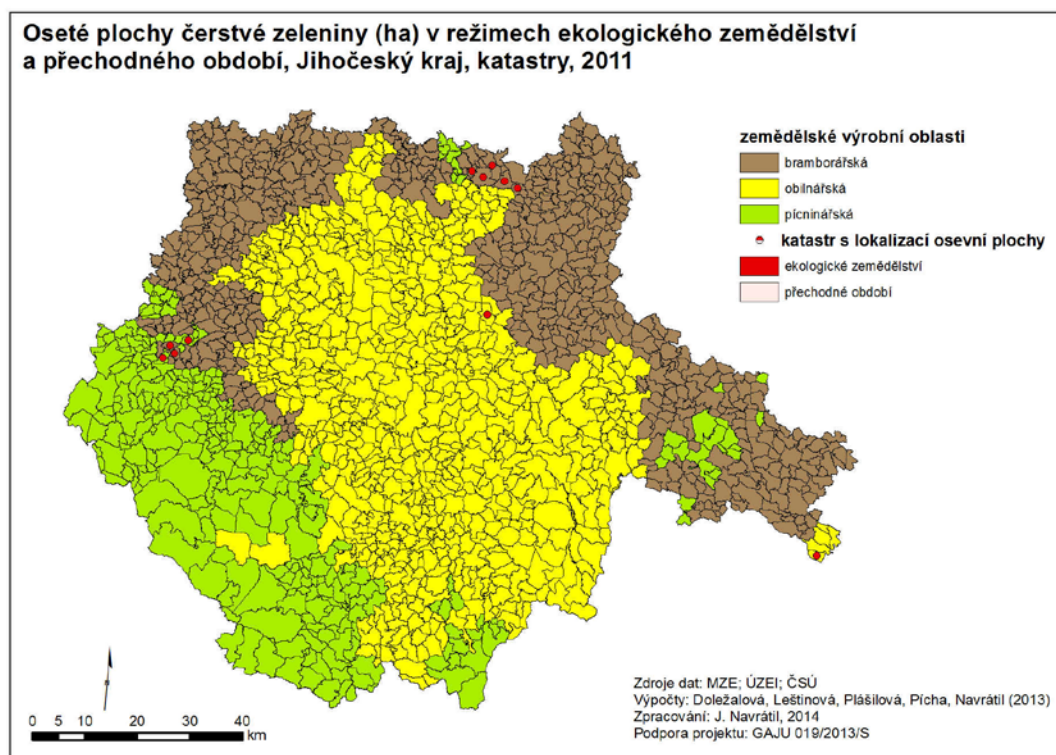 Oseté plochy čerstvé zeleniny (ha) v režimech ekologického zemědělství
a přechodného období, Jihočeský kraj, katastry, 2011
zemědělské výrobní oblasti
bramborářská
obilnářská
pícninářská
katastr s lokalizací osevní plochy
ekologické zemědělství
přechodné období
0 5 10 20 30 40
km
Zdroje dat: MZE; ÚZEI; ČSÚ
Výpočty: Doležalová, Leštinová, Plášilová, Pícha, Navrátil (2013)
Zpracování: J. Navrátil, 2014
Podpora projektu: GAJU 019/2013/S